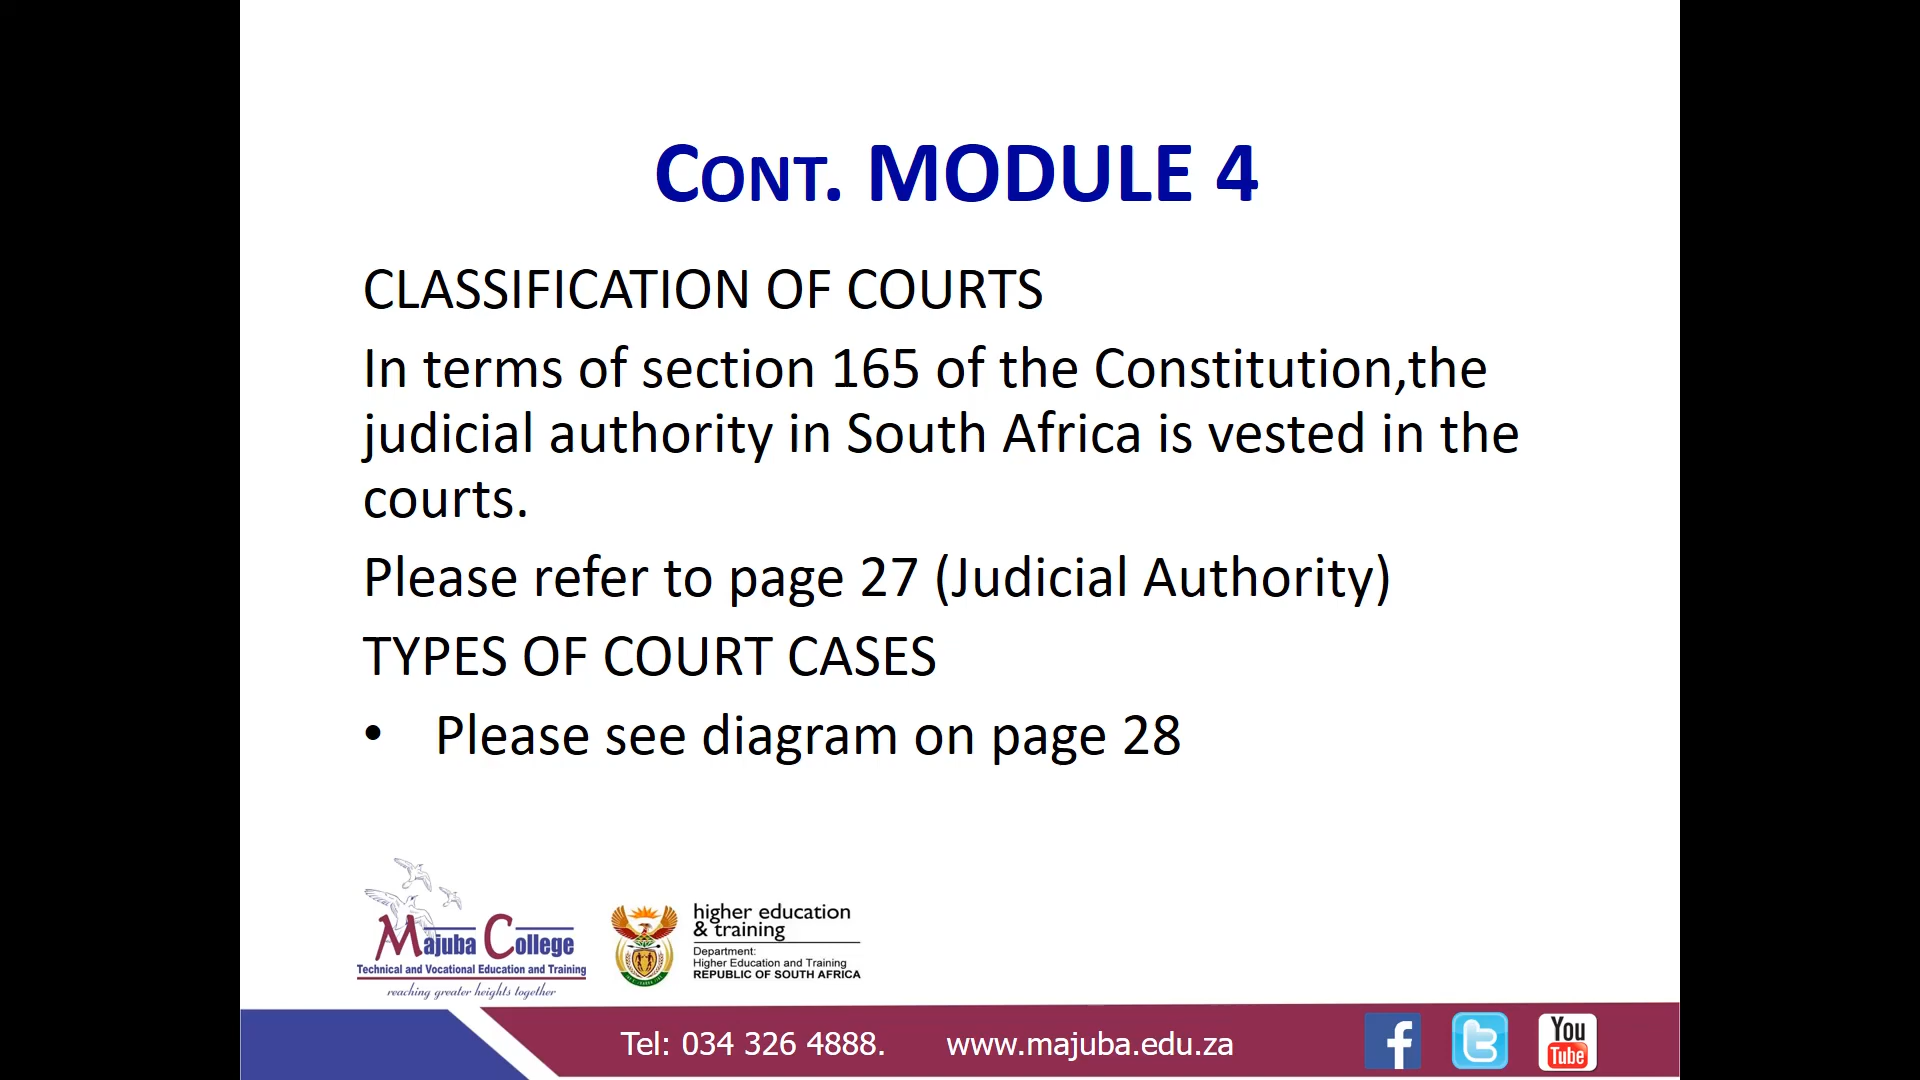 CONT. MODULE 4
CLASSIFICATION OF COURTS
In terms of section 165 of the Constitution,the
judicial authority in South Africa is vested in the
courts.
Please refer to page 27 (Judicial Authority)
TYPES OF COURT CASES
• Please see diagram on page 28
Majuba College
Technical and Vocational Education and Training
reaching greater heights together
higher education
& training
Department:
Higher Education and Training
REPUBLIC OF SOUTH AFRICA
Tel: 034 326 4888. www.majuba.edu.za
You
Tube